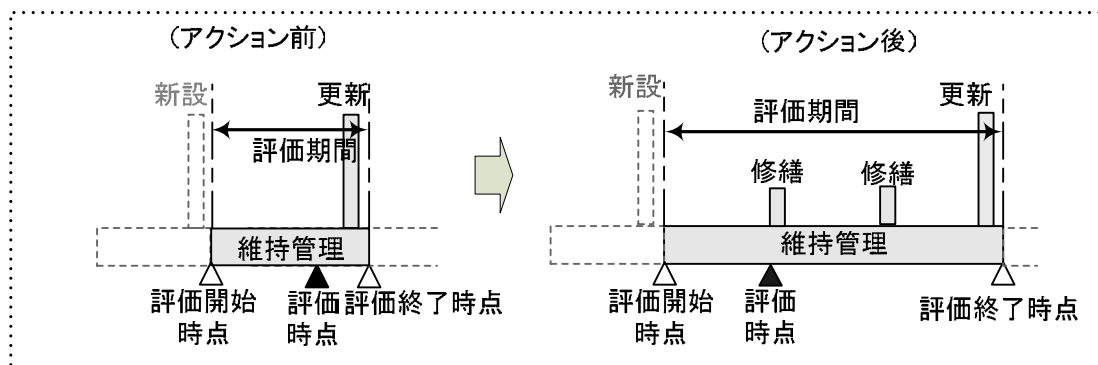 （アクション前）
新設
更新
評価期間
維持管理
評価開始
時点
評価
時点
評価終了時点
（アクション後）
新設
更新
評価期間
修繕
修繕
維持管理
評価開始
時点
評価
時点
評価終了時点